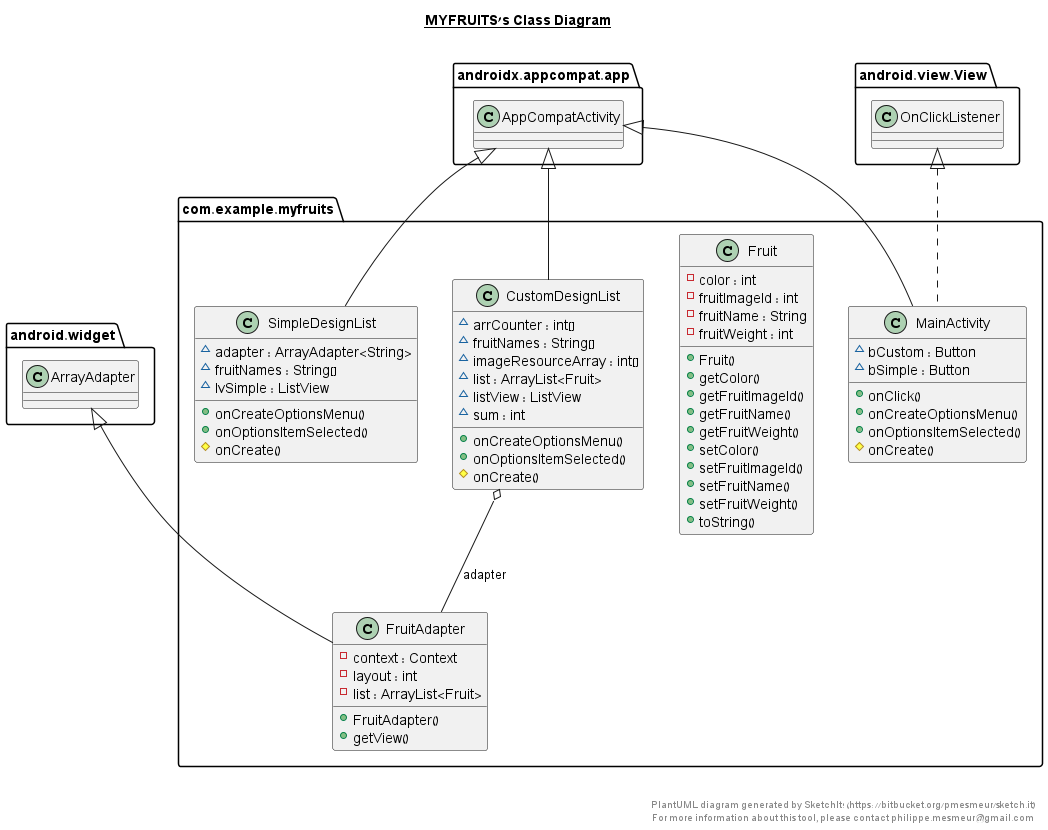 MYFRUITS's Class Diagram
androidx.appcompat.app
C AppCompatActivity
android.view.View
C OnClickListener
com.example.myfruits
android.widget
C ArrayAdapter
C SimpleDesignList
adapter : ArrayAdapter<String>
fruitNames : String[]
lvSimple : ListView
onCreateOptionsMenu()
onOptionsItemSelected()
onCreate()
C CustomDesignList
arrCounter : int[]
fruitNames : String[]
imageResourceArray : int[]
list : ArrayList<Fruit>
listView : ListView
sum : int
onCreateOptionsMenu()
onOptionsItemSelected()
onCreate()
C Fruit
color : int
fruitImageId : int
fruitName : String
fruitWeight : int
Fruit()
getColor()
getFruitImageId()
getFruitName()
getFruitWeight()
setColor()
setFruitImageId()
setFruitName()
setFruitWeight()
toString()
C MainActivity
bCustom : Button
bSimple : Button
onClick()
onCreateOptionsMenu()
onOptionsItemSelected()
onCreate()
adapter
C FruitAdapter
context : Context
layout : int
list : ArrayList<Fruit>
FruitAdapter()
getView()
PlantUML diagram generated by SketchIt! (https://bitbucket.org/pmesmeur/sketch.it)
For more information about this tool, please contact philippe.mesmeur@gmail.com